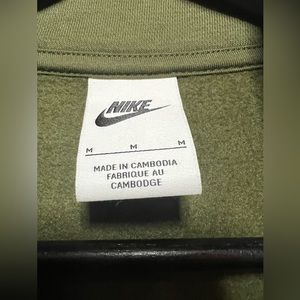 NIKE
M M M
MADE IN CAMBODIA
FABRIQUE AU
CAMBODGE